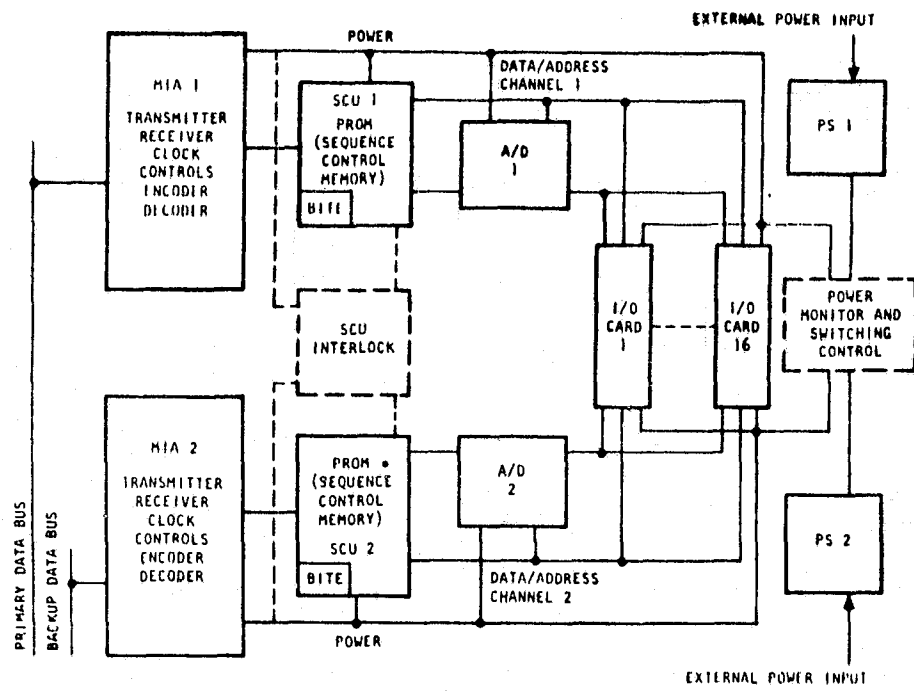 EXTERNAL POWER INPUT
POWER
MIA 1
TRANSMITTER
RECEIVER
CLOCK
CONTROLS
ENCODER
DECODER
SCU 1
PROM
(SEQUENCE
CONTROL
MEMORY)
BITE
DATA/ADDRESS
CHANNEL 1
A/D
1
PS 1
SCU
INTERLOCK
I/O
CARD
1
I/O
CARD
16
POWER
MONITOR AND
SWITCHING
CONTROL
MIA 2
TRANSMITTER
RECEIVER
CLOCK
CONTROLS
ENCODER
DECODER
PROM
(SEQUENCE
CONTROL
MEMORY)
SCU 2
BITE
A/D
2
DATA/ADDRESS
CHANNEL 2
PS 2
PRIMARY DATA BUS
BACKUP DATA BUS
POWER
EXTERNAL POWER INPUT